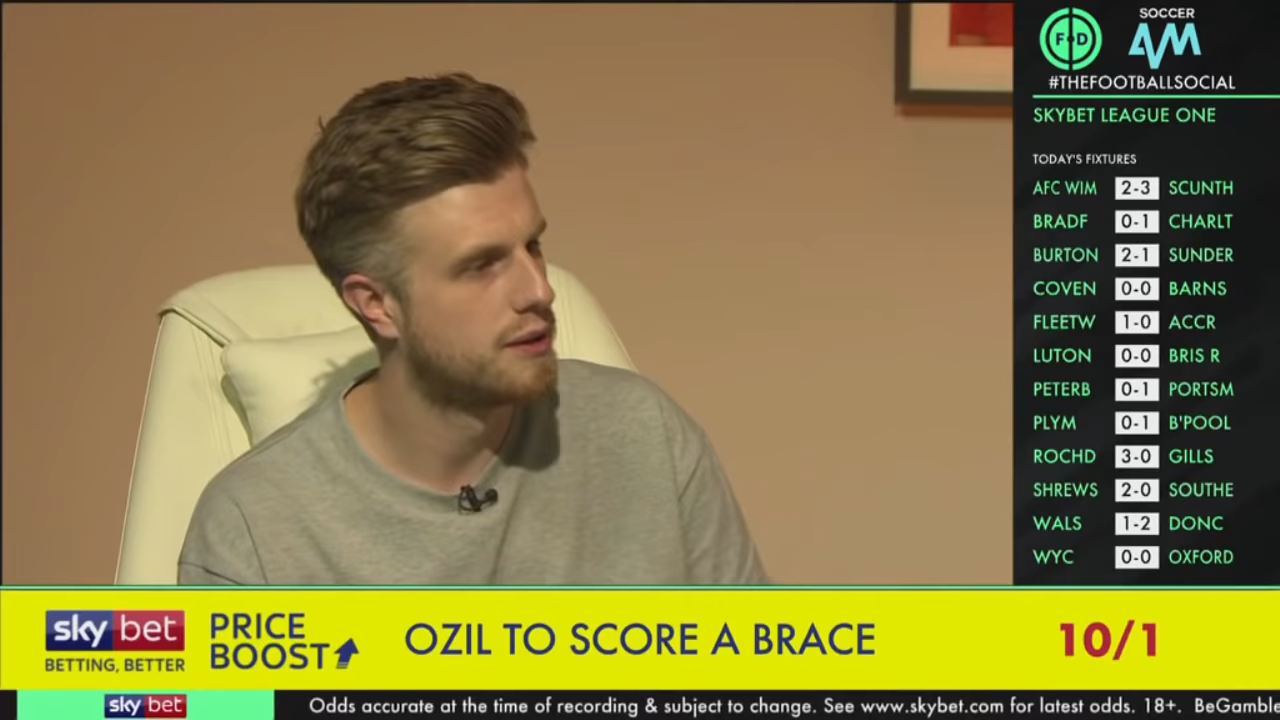 SOCCER
FD AM
#THEFOOTBALLSOCIAL
SKYBET LEAGUE ONE
TODAY'S FIXTURES
AFC WIM 2-3 SCUNTH
BRADF 0-1 CHARLT
BURTON 2-1 SUNDER
COVEN 0-0 BARNS
FLEETW 1-0 ACCR
LUTON 0-0 BRIS R
PETERB 0-1 PORTSM
PLYM 0-1 B'POOL
ROCHD 3-0 GILLS
SHREWS 2-0 SOUTHE
WALS 1-2 DONC
WYC 0-0 OXFORD
sky bet
BETTING, BETTER
PRICE
BOOST
OZIL TO SCORE A BRACE
10/1
sky bet
Odds accurate at the time of recording & subject to change. See www.skybet.com for latest odds. 18+. BeGamble